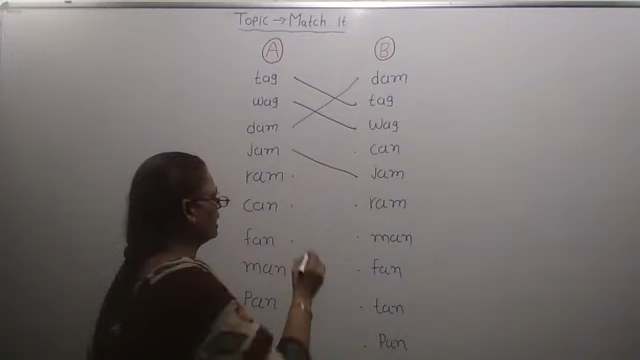 Topic → Match It
A B
tag dam
wag tag
dam wag
Jam can
ram Jam
can ram
fan man
man fan
Pan tan
Pan